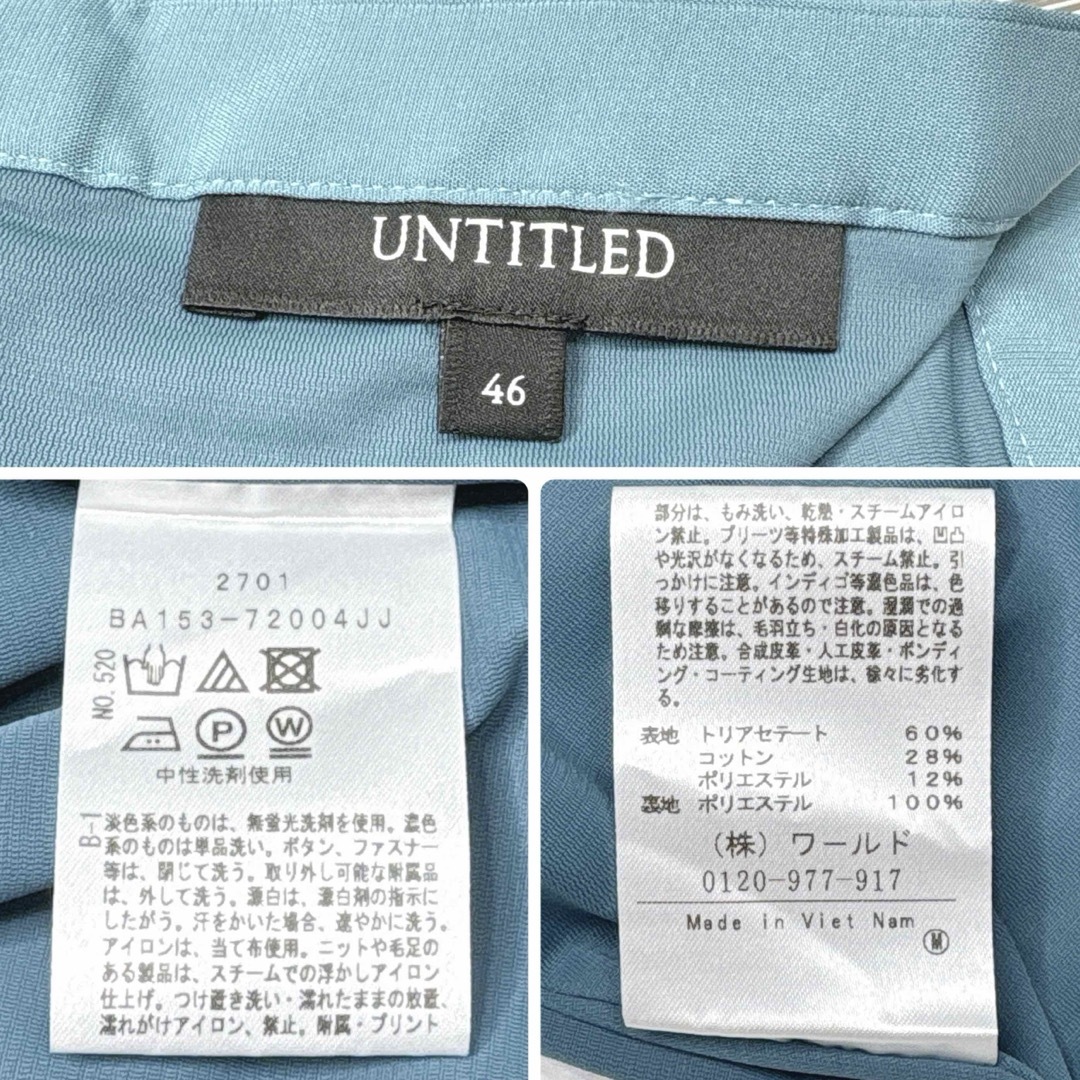 UNTITLED
46
2701
BA153-72004JJ
NO.520
P
W
中性洗剤使用
B-1
淡色系のものは、無蛍光洗剤を使用。濃色
系のものは単品洗い。ボタン、ファスナー
等は、閉じて洗う。取り外し可能な附属品
は、外して洗う。漂白は、漂白剤の指示に
したがう。汗をかいた場合、速やかに洗う。
アイロンは、当て布使用。ニットや毛足の
ある製品は、スチームでの浮かしアイロン
仕上げ。つけ置き洗い・濡れたままの放置、
濡れがけアイロン、禁止。附属・プリント
部分は、もみ洗い、乾熱・スチームアイロ
ン禁止。プリーツ等特殊加工製品は、凹凸
や光沢がなくなるため、スチーム禁止。引
っかけに注意。インディゴ等濃色品は、色
移りすることがあるので注意。湿潤での過
剰な摩擦は、毛羽立ち・白化の原因となる
ため注意。合成皮革・人工皮革・ボンディ
ング・コーティング生地は、徐々に劣化す
る。
表地 トリアセテート 60%
コットン 28%
ポリエステル 12%
裏地 ポリエステル 100%
(株)ワールド
0120-977-917
Made in Viet Nam
M